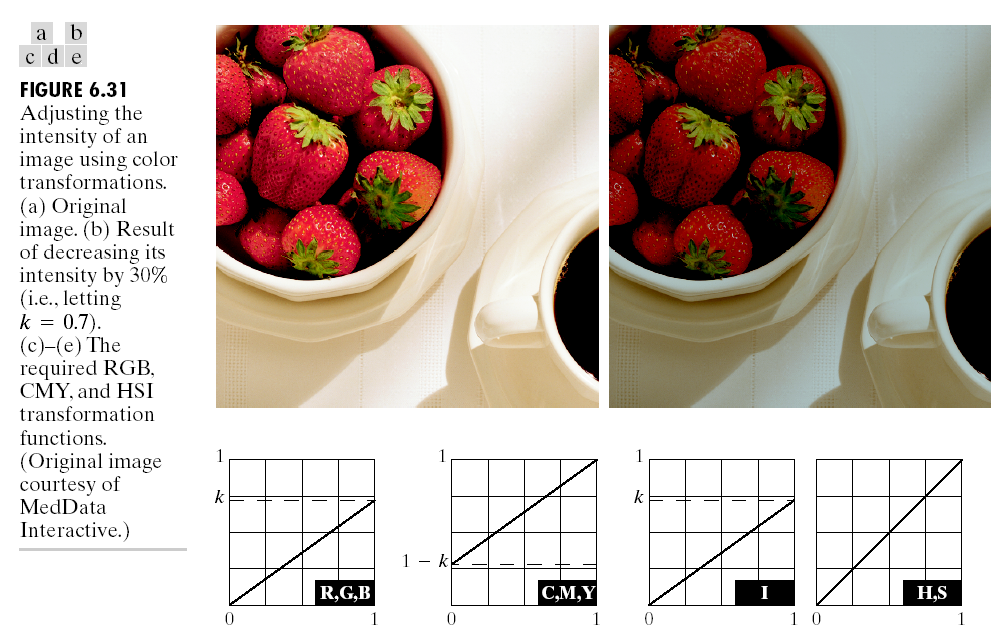 a b
c d e
FIGURE 6.31
Adjusting the
intensity of an
image using color
transformations.
(a) Original
image. (b) Result
of decreasing its
intensity by 30%
(i.e., letting
k = 0.7).
(c)–(e) The
required RGB,
CMY, and HSI
transformation
functions.
(Original image
courtesy of
MedData
Interactive.)
1
k
R,G,B
0 1
1
1 − k
C,M,Y
0 1
1
k
I
0 1
H,S
0 1